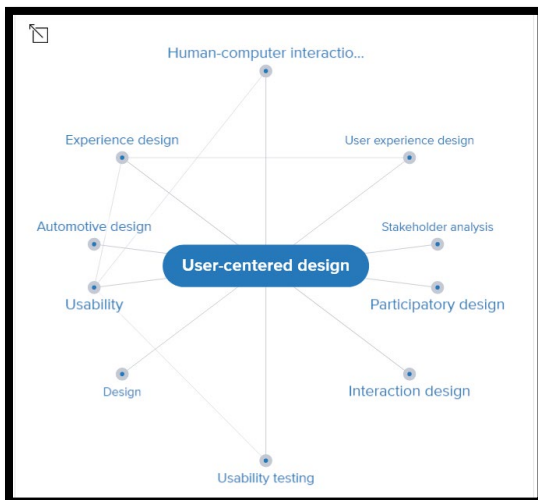 Human-computer interactio...
Experience design
User experience design
Automotive design
Stakeholder analysis
User-centered design
Usability
Participatory design
Design
Interaction design
Usability testing